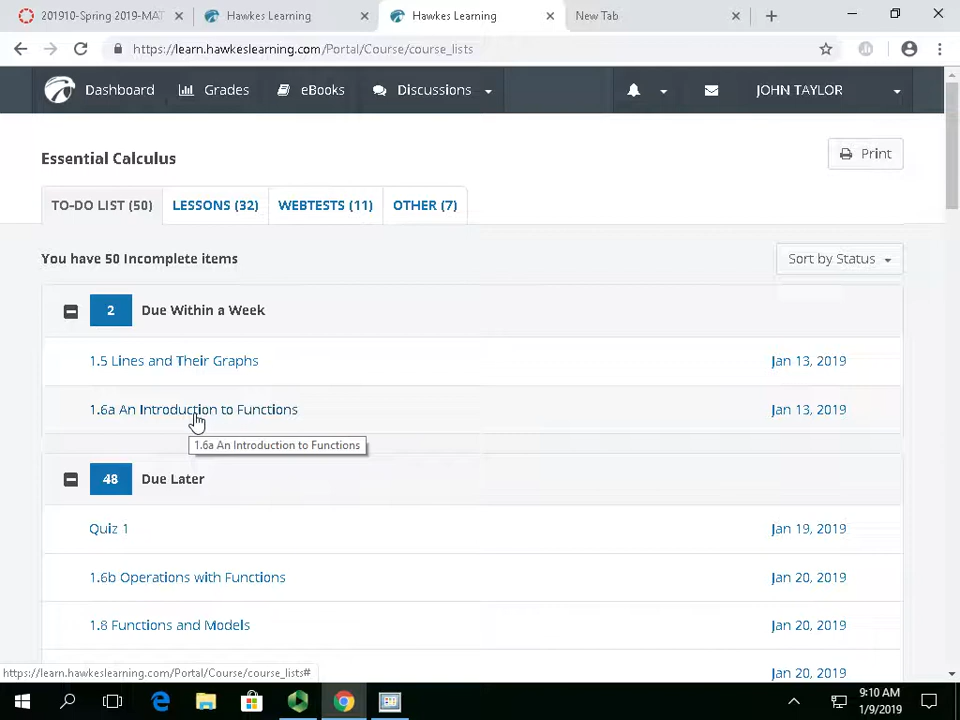 201910-Spring 2019-MAT
Hawkes Learning
Hawkes Learning
New Tab
https://learn.hawkeslearning.com/Portal/Course/course_lists
Dashboard
Grades
eBooks
Discussions
JOHN TAYLOR
Essential Calculus
Print
TO-DO LIST (50)
LESSONS (32)
WEBTESTS (11)
OTHER (7)
You have 50 Incomplete items
Sort by Status
2 Due Within a Week
1.5 Lines and Their Graphs Jan 13, 2019
1.6a An Introduction to Functions Jan 13, 2019
1.6a An Introduction to Functions
48 Due Later
Quiz 1 Jan 19, 2019
1.6b Operations with Functions Jan 20, 2019
1.8 Functions and Models Jan 20, 2019
Jan 20, 2019
https://learn.hawkeslearning.com/Portal/Course/course_lists#
9:10 AM
1/9/2019